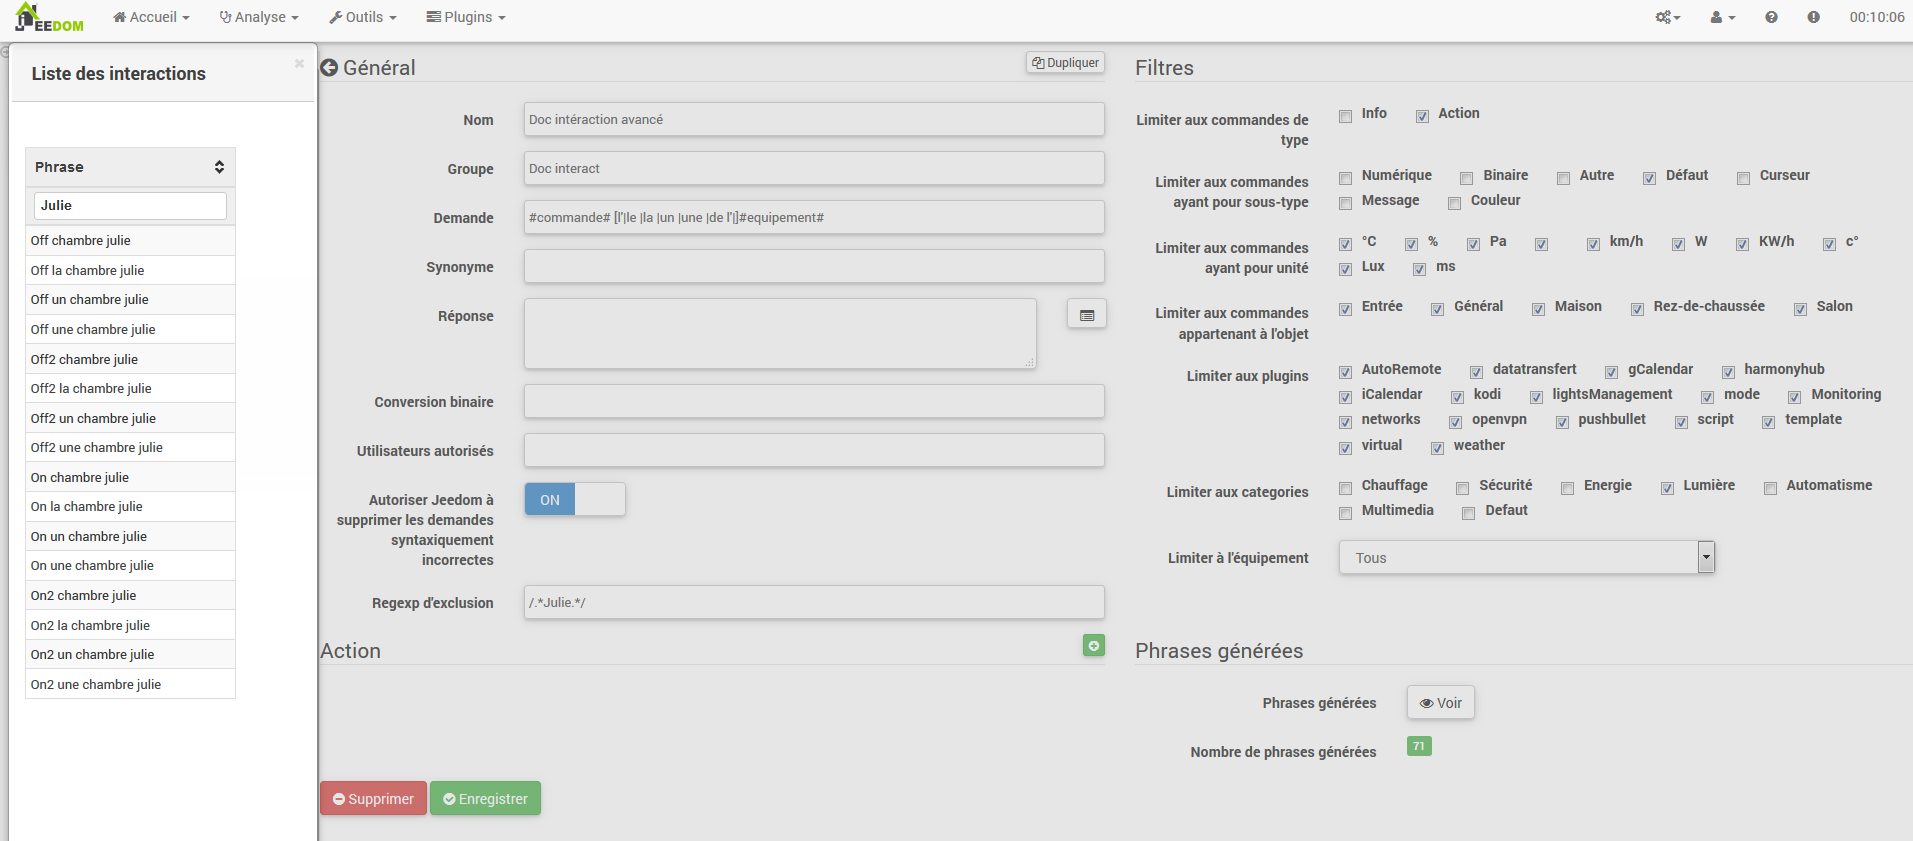 JEEDOM Accueil Analyse Outils Plugins 00:10:06
Liste des interactions ×
Phrase
Julie
Off chambre julie
Off la chambre julie
Off un chambre julie
Off une chambre julie
Off2 chambre julie
Off2 la chambre julie
Off2 un chambre julie
Off2 une chambre julie
On chambre julie
On la chambre julie
On un chambre julie
On une chambre julie
On2 chambre julie
On2 la chambre julie
On2 un chambre julie
On2 une chambre julie
Général Dupliquer
Nom Doc intéraction avancé
Groupe Doc interact
Demande #commande# [l'|le |la |un |une |de l'|]#equipement#
Synonyme
Réponse
Conversion binaire
Utilisateurs autorisés
Autoriser Jeedom à ON
supprimer les demandes
syntaxiquement
incorrectes
Regexp d'exclusion /.*Julie.*/
Action
Supprimer Enregistrer
Filtres
Limiter aux commandes de Info Action
type
Limiter aux commandes Numérique Binaire Autre Défaut Curseur
ayant pour sous-type Message Couleur
Limiter aux commandes °C % Pa km/h W KW/h c°
ayant pour unité Lux ms
Limiter aux commandes Entrée Général Maison Rez-de-chaussée Salon
appartenant à l'objet
Limiter aux plugins AutoRemote datatransfert gCalendar harmonyhub
iCalendar kodi lightsManagement mode Monitoring
networks openvpn pushbullet script template
virtual weather
Limiter aux categories Chauffage Sécurité Energie Lumière Automatisme
Multimedia Defaut
Limiter à l'équipement Tous
Phrases générées
Phrases générées Voir
Nombre de phrases générées 71